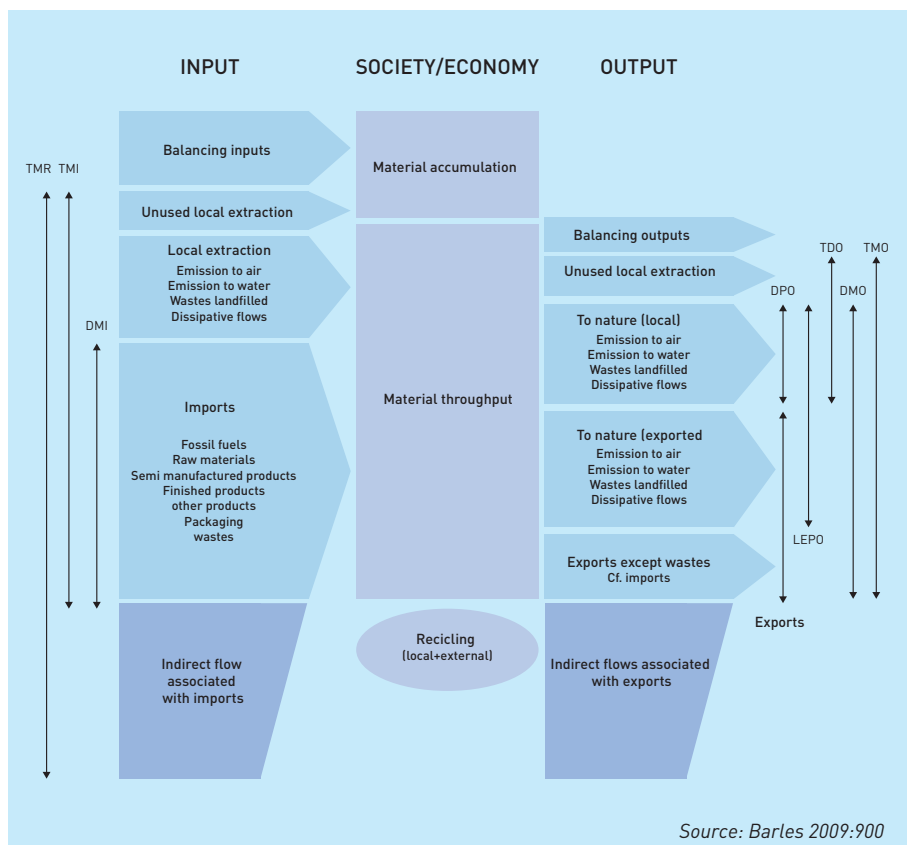 INPUT
SOCIETY/ECONOMY
OUTPUT
TMR
TMI
DMI
Balancing inputs
Unused local extraction
Local extraction
Emission to air
Emission to water
Wastes landfilled
Dissipative flows
Imports
Fossil fuels
Raw materials
Semi manufactured products
Finished products
other products
Packaging
wastes
Indirect flow
associated
with imports
Material accumulation
Material throughput
Recicling
(local+external)
Balancing outputs
Unused local extraction
To nature (local)
Emission to air
Emission to water
Wastes landfilled
Dissipative flows
To nature (exported
Emission to air
Emission to water
Wastes landfilled
Dissipative flows
Exports except wastes
Cf. imports
Indirect flows associated
with exports
TDO
TMO
DPO
DMO
LEPO
Exports
Source: Barles 2009:900